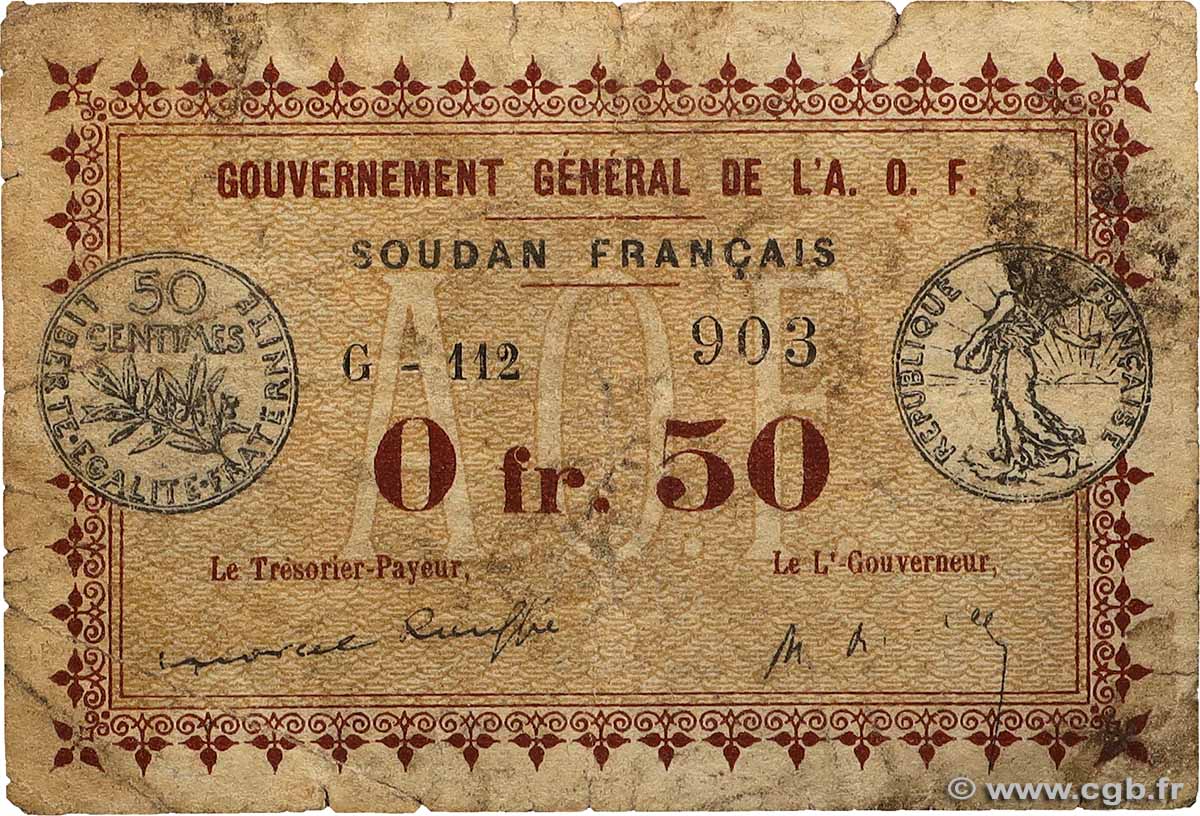 GOUVERNEMENT GÉNÉRAL DE L'A. O. F.
SOUDAN FRANÇAIS
50
CENTIMES
LIBERTE·EGALITE·FRATERNITE
REPUBLIQUE FRANÇAISE
A.O.F.
G - 112 903
0 fr. 50
Le Trésorier-Payeur, Le Lt-Gouverneur,
Marcel
© www.cgb.fr